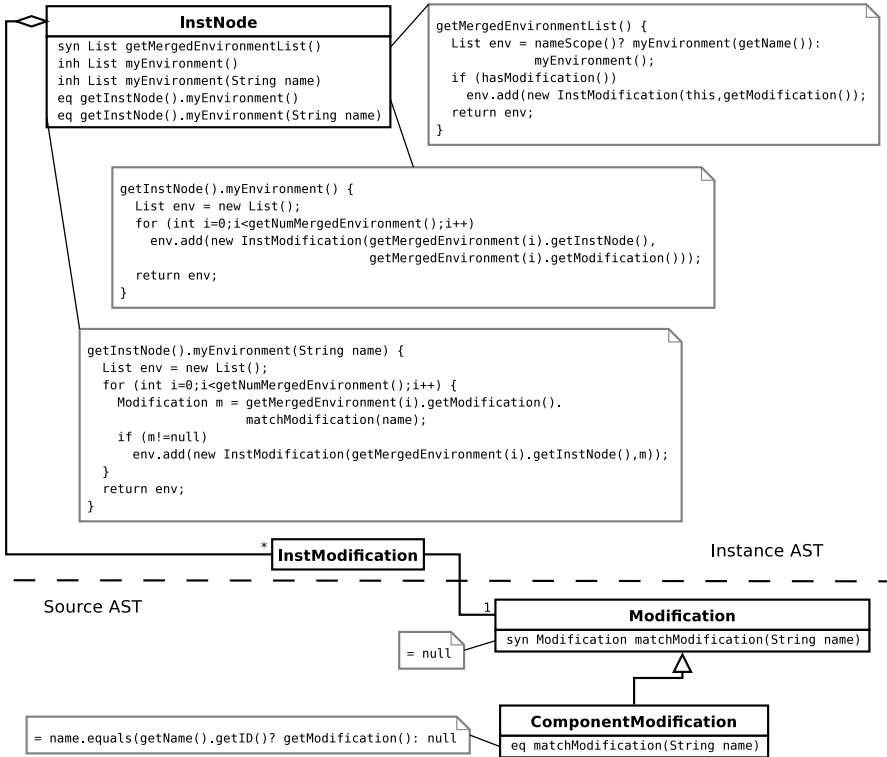 InstNode
syn List getMergedEnvironmentList()
inh List myEnvironment()
inh List myEnvironment(String name)
eq getInstNode().myEnvironment()
eq getInstNode().myEnvironment(String name)
getMergedEnvironmentList() {
List env = nameScope()? myEnvironment(getName()):
myEnvironment();
if (hasModification())
env.add(new InstModification(this,getModification());
return env;
}
getInstNode().myEnvironment() {
List env = new List();
for (int i=0;i<getNumMergedEnvironment();i++)
env.add(new InstModification(getMergedEnvironment(i).getInstNode(),
getMergedEnvironment(i).getModification()));
return env;
}
getInstNode().myEnvironment(String name) {
List env = new List();
for (int i=0;i<getNumMergedEnvironment();i++) {
Modification m = getMergedEnvironment(i).getModification().
matchModification(name);
if (m!=null)
env.add(new InstModification(getMergedEnvironment(i).getInstNode(),m));
}
return env;
}
*
InstModification
Instance AST
Source AST
1
Modification
syn Modification matchModification(String name)
= null
ComponentModification
eq matchModification(String name)
= name.equals(getName().getID()? getModification(): null